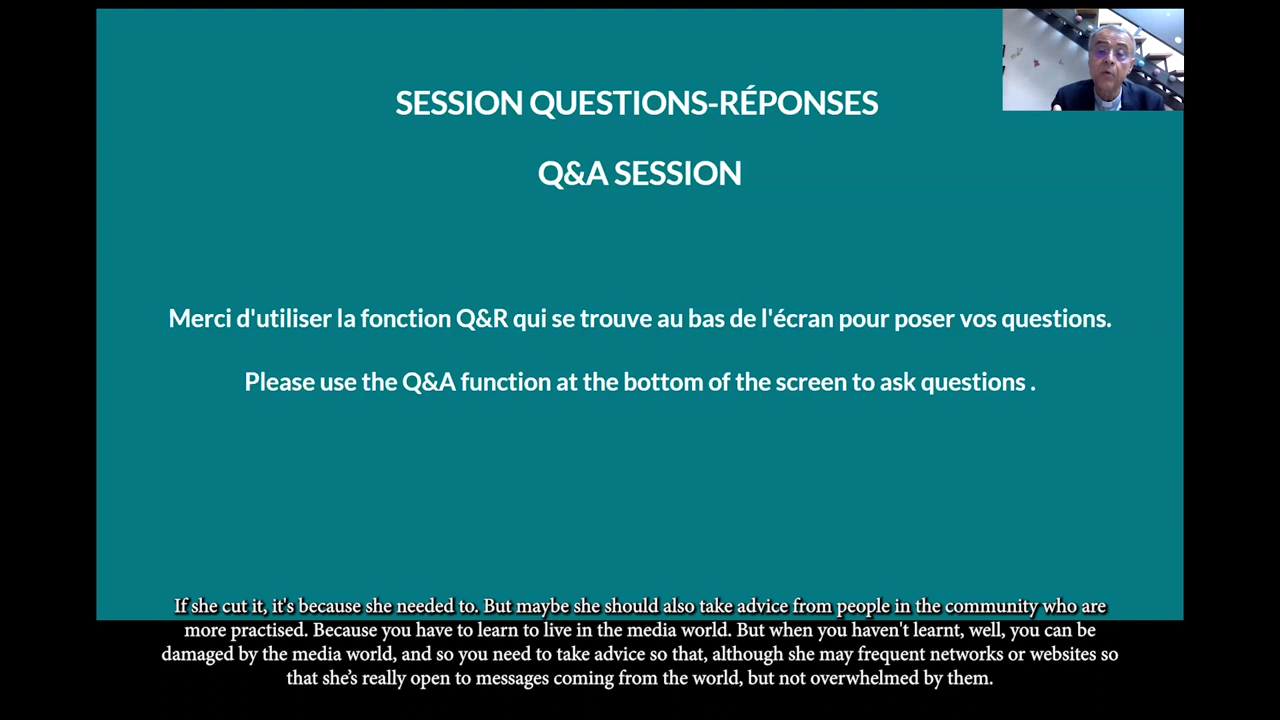 SESSION QUESTIONS-RÉPONSES
Q&A SESSION
Merci d'utiliser la fonction Q&R qui se trouve au bas de l'écran pour poser vos questions.
Please use the Q&A function at the bottom of the screen to ask questions .
If she cut it, it's because she needed to. But maybe she should also take advice from people in the community who are
more practised. Because you have to learn to live in the media world. But when you haven't learnt, well, you can be
damaged by the media world, and so you need to take advice so that, although she may frequent networks or websites so
that she's really open to messages coming from the world, but not overwhelmed by them.